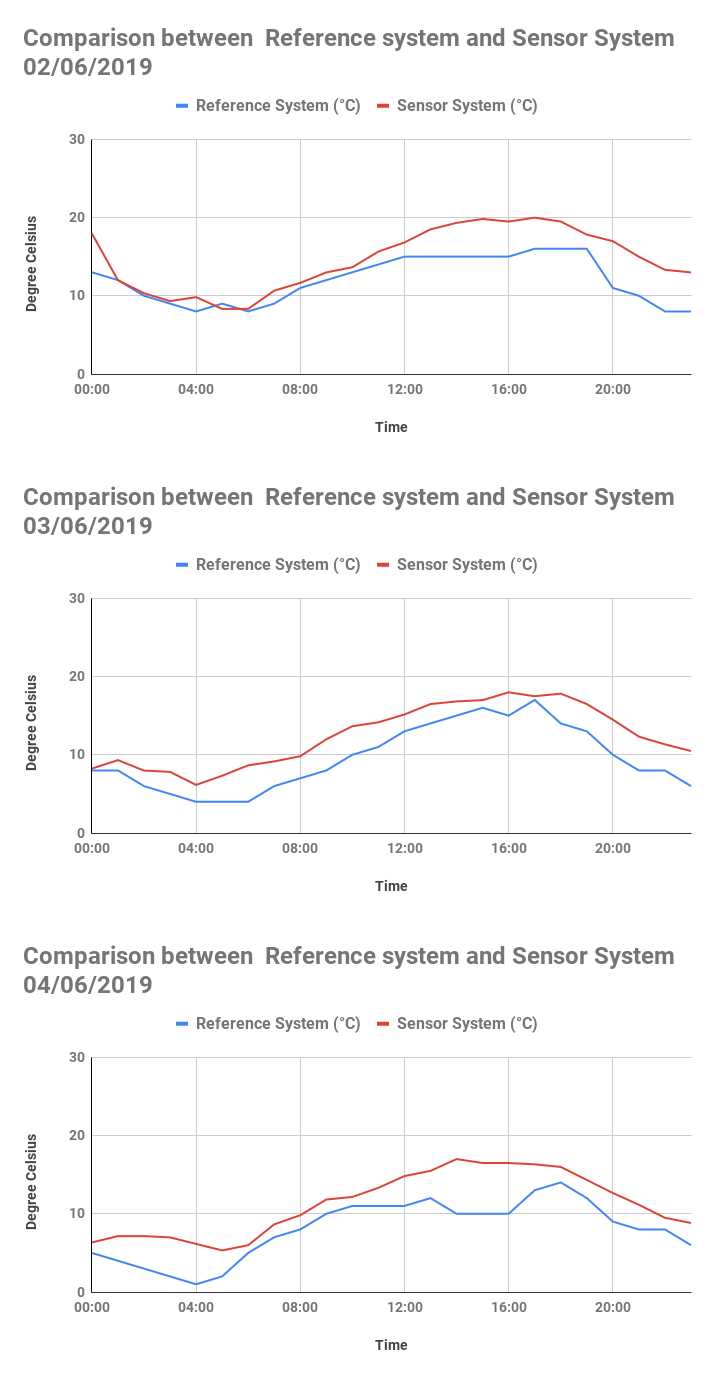 Comparison between  Reference system and Sensor System
02/06/2019
Reference System (°C) Sensor System (°C)
30
20
10
0
Degree Celsius
00:00 04:00 08:00 12:00 16:00 20:00
Time
Comparison between  Reference system and Sensor System
03/06/2019
Reference System (°C) Sensor System (°C)
30
20
10
0
Degree Celsius
00:00 04:00 08:00 12:00 16:00 20:00
Time
Comparison between  Reference system and Sensor System
04/06/2019
Reference System (°C) Sensor System (°C)
30
20
10
0
Degree Celsius
00:00 04:00 08:00 12:00 16:00 20:00
Time